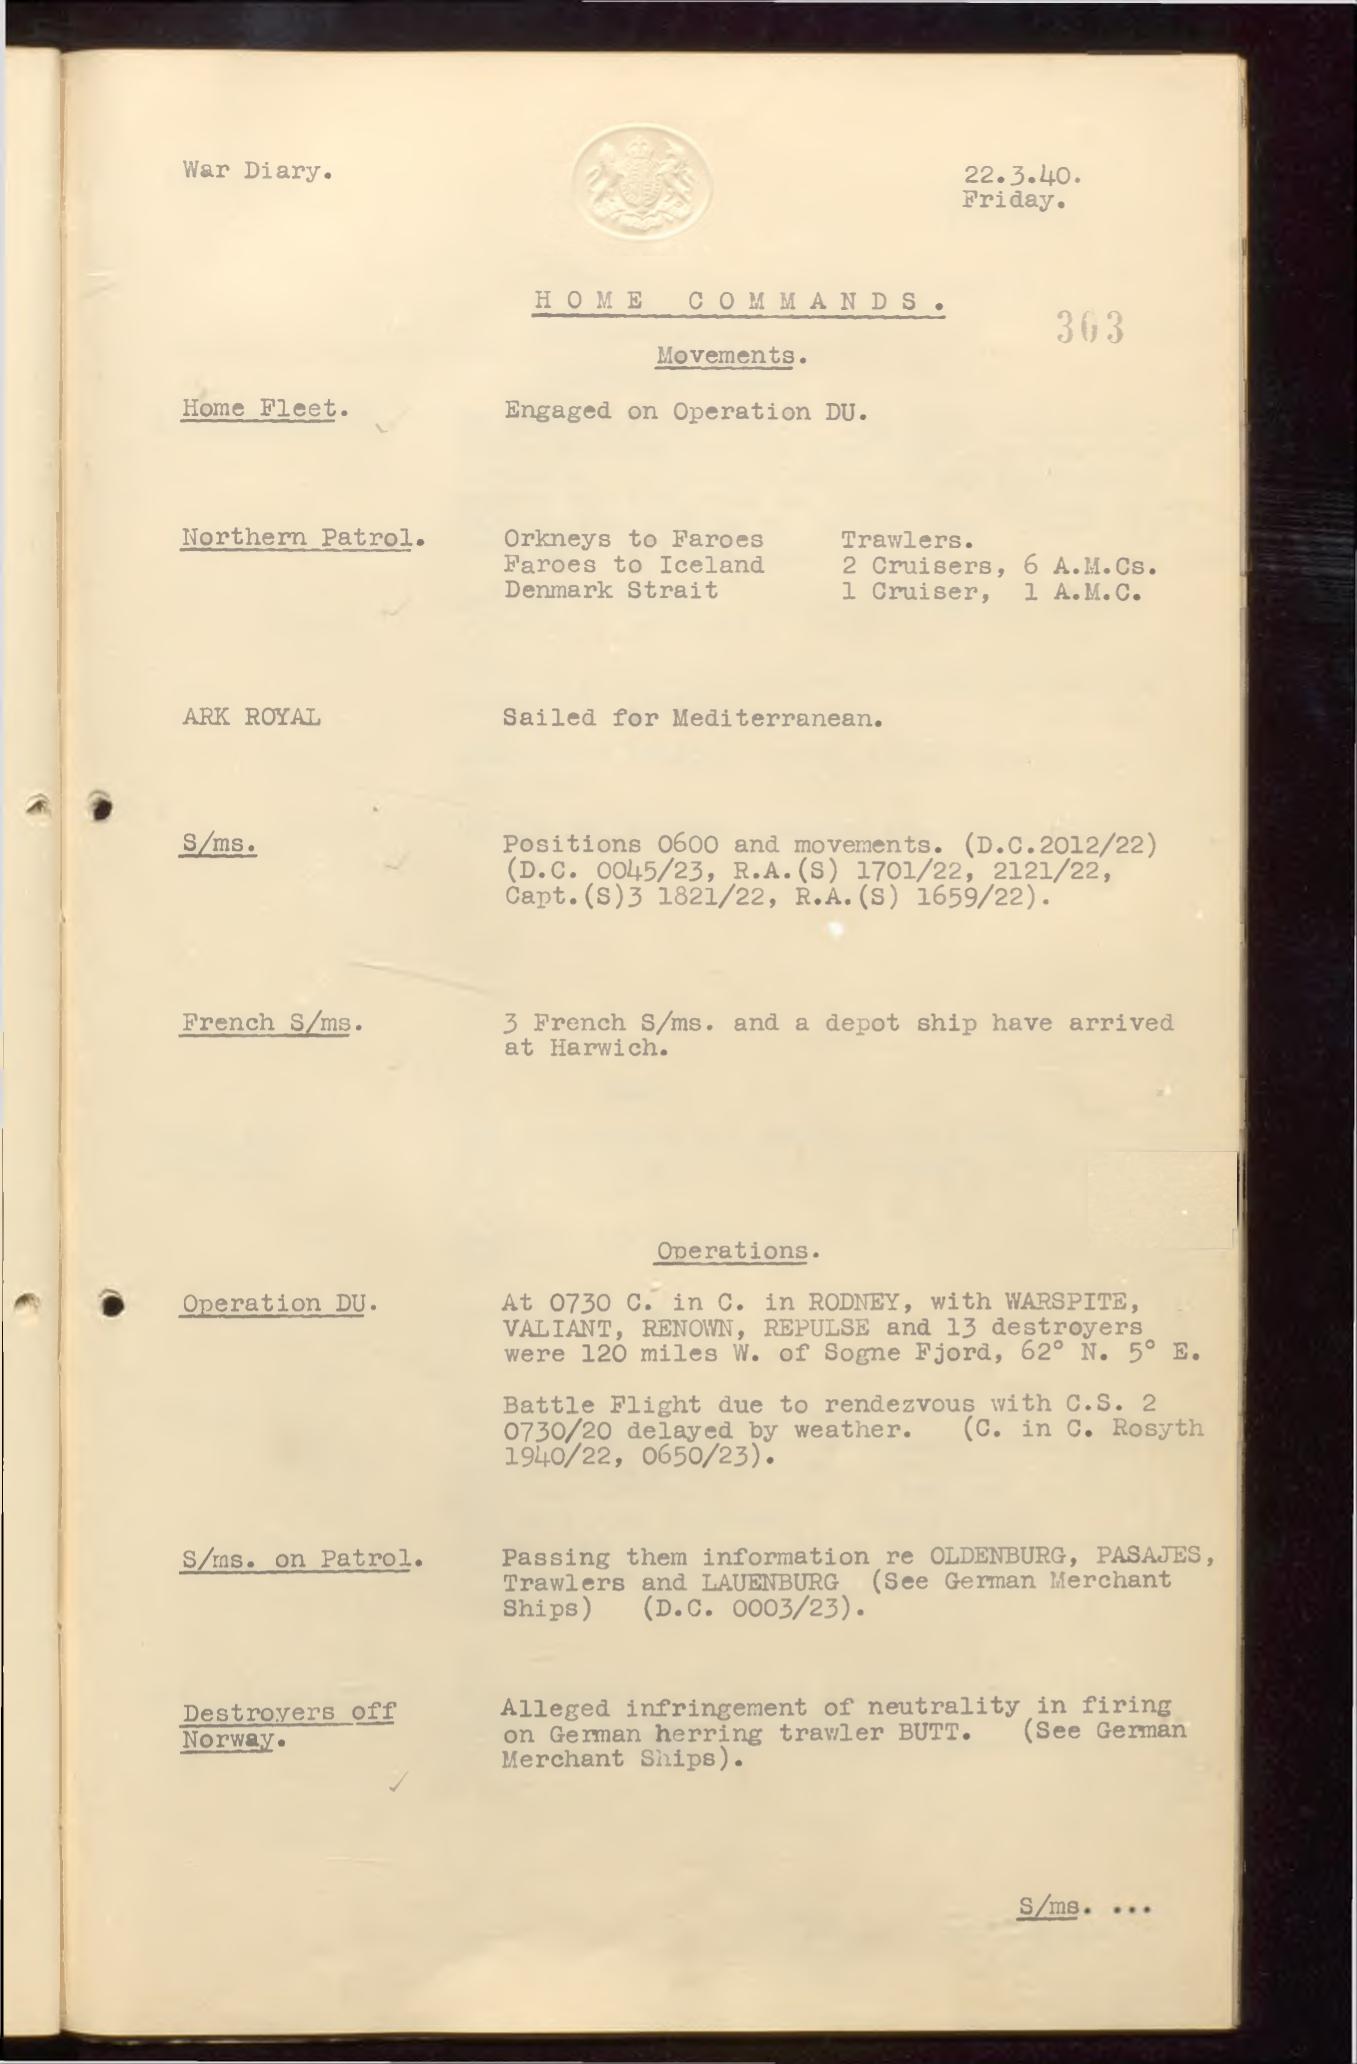 War Diary.
22.3.40.
Friday.
HOME COMMANDS.
303
Movements.
Home Fleet. Engaged on Operation DU.
Northern Patrol. Orkneys to Faroes Trawlers.
Faroes to Iceland 2 Cruisers, 6 A.M.Cs.
Denmark Strait 1 Cruiser, 1 A.M.C.
ARK ROYAL Sailed for Mediterranean.
S/ms. Positions 0600 and movements. (D.C.2012/22)
(D.C. 0045/23, R.A.(S) 1701/22, 2121/22,
Capt.(S)3 1821/22, R.A.(S) 1659/22).
French S/ms. 3 French S/ms. and a depot ship have arrived
at Harwich.
Operations.
Operation DU. At 0730 C. in C. in RODNEY, with WARSPITE,
VALIANT, RENOWN, REPULSE and 13 destroyers
were 120 miles W. of Sogne Fjord, 62° N. 5° E.
Battle Flight due to rendezvous with C.S. 2
0730/20 delayed by weather. (C. in C. Rosyth
1940/22, 0650/23).
S/ms. on Patrol. Passing them information re OLDENBURG, PASAJES,
Trawlers and LAUENBURG (See German Merchant
Ships) (D.C. 0003/23).
Destroyers off Alleged infringement of neutrality in firing
Norway. on German herring trawler BUTT. (See German
Merchant Ships).
S/ms. ...